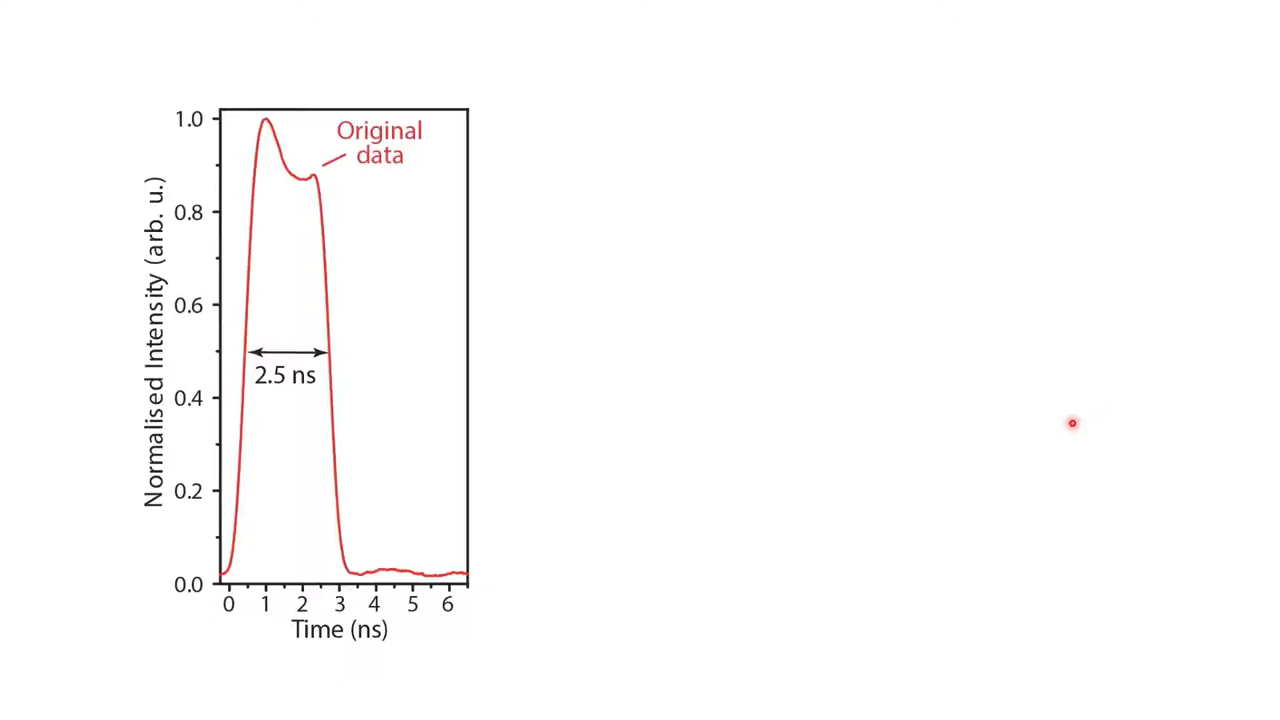 1.0
0.8
0.6
0.4
0.2
0.0
Normalised Intensity (arb. u.)
Original
data
2.5 ns
0 1 2 3 4 5 6
Time (ns)